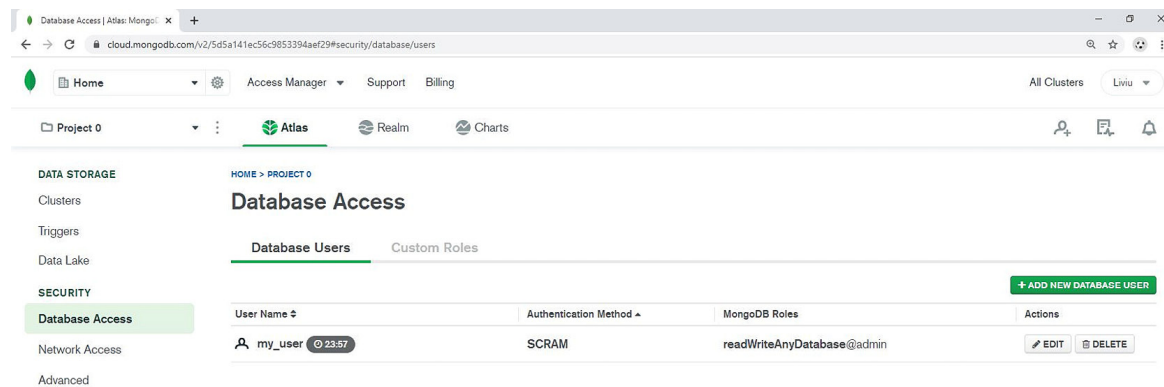 Database Access | Atlas: Mongo
cloud.mongodb.com/v2/5d5a141ec56c9853394aef29#security/database/users
Home Access Manager Support Billing All Clusters Liviu
Project 0 Atlas Realm Charts
DATA STORAGE
Clusters
Triggers
Data Lake
SECURITY
Database Access
Network Access
Advanced
HOME > PROJECT 0
Database Access
Database Users Custom Roles
+ ADD NEW DATABASE USER
User Name Authentication Method MongoDB Roles Actions
my_user 23:57 SCRAM readWriteAnyDatabase@admin EDIT DELETE